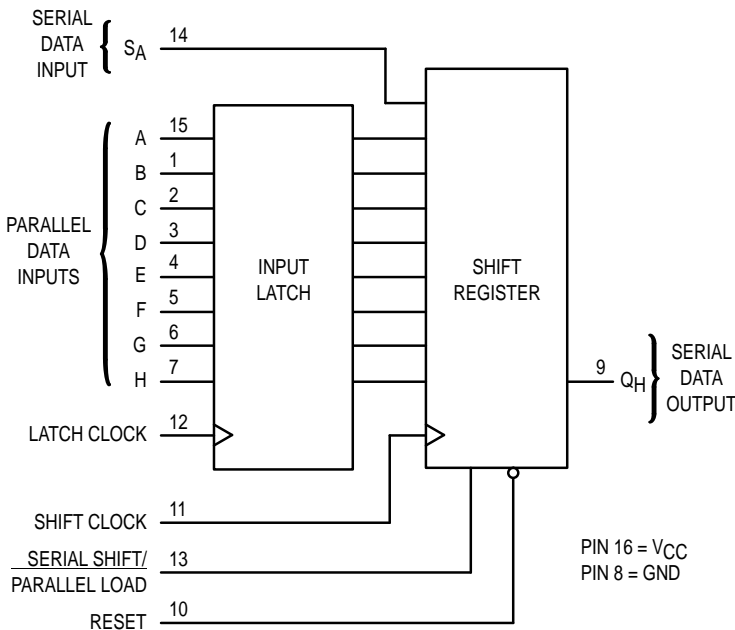 SERIAL
DATA
INPUT
SA 14
A 15
B 1
C 2
D 3
E 4
F 5
G 6
H 7
PARALLEL
DATA
INPUTS
INPUT
LATCH
SHIFT
REGISTER
9 QH
SERIAL
DATA
OUTPUT
LATCH CLOCK 12
SHIFT CLOCK 11
SERIAL SHIFT/
PARALLEL LOAD
13
RESET 10
PIN 16 = VCC
PIN 8 = GND